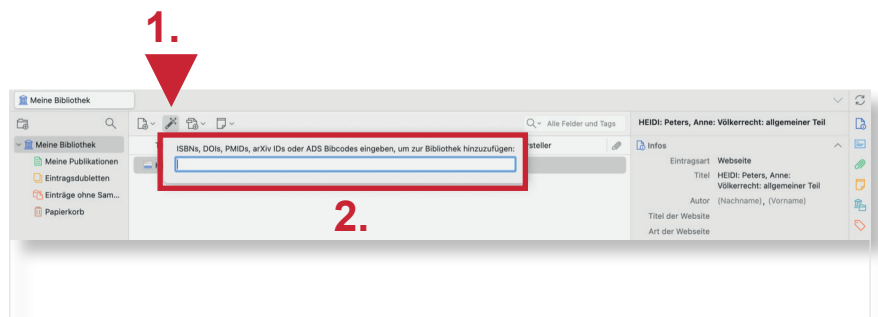 1.
Meine Bibliothek
Alle Felder und Tags
HEIDI: Peters, Anne: Völkerrecht: allgemeiner Teil
Meine Bibliothek
Meine Publikationen
Eintragsdubletten
Einträge ohne Sam...
Papierkorb
ISBNs, DOIs, PMIDs, arXiv IDs oder ADS Bibcodes eingeben, um zur Bibliothek hinzuzufügen:
rsteller
2.
Infos
Eintragsart Webseite
Titel HEIDI: Peters, Anne:
Völkerrecht: allgemeiner Teil
Autor (Nachname), (Vorname)
Titel der Website
Art der Webseite